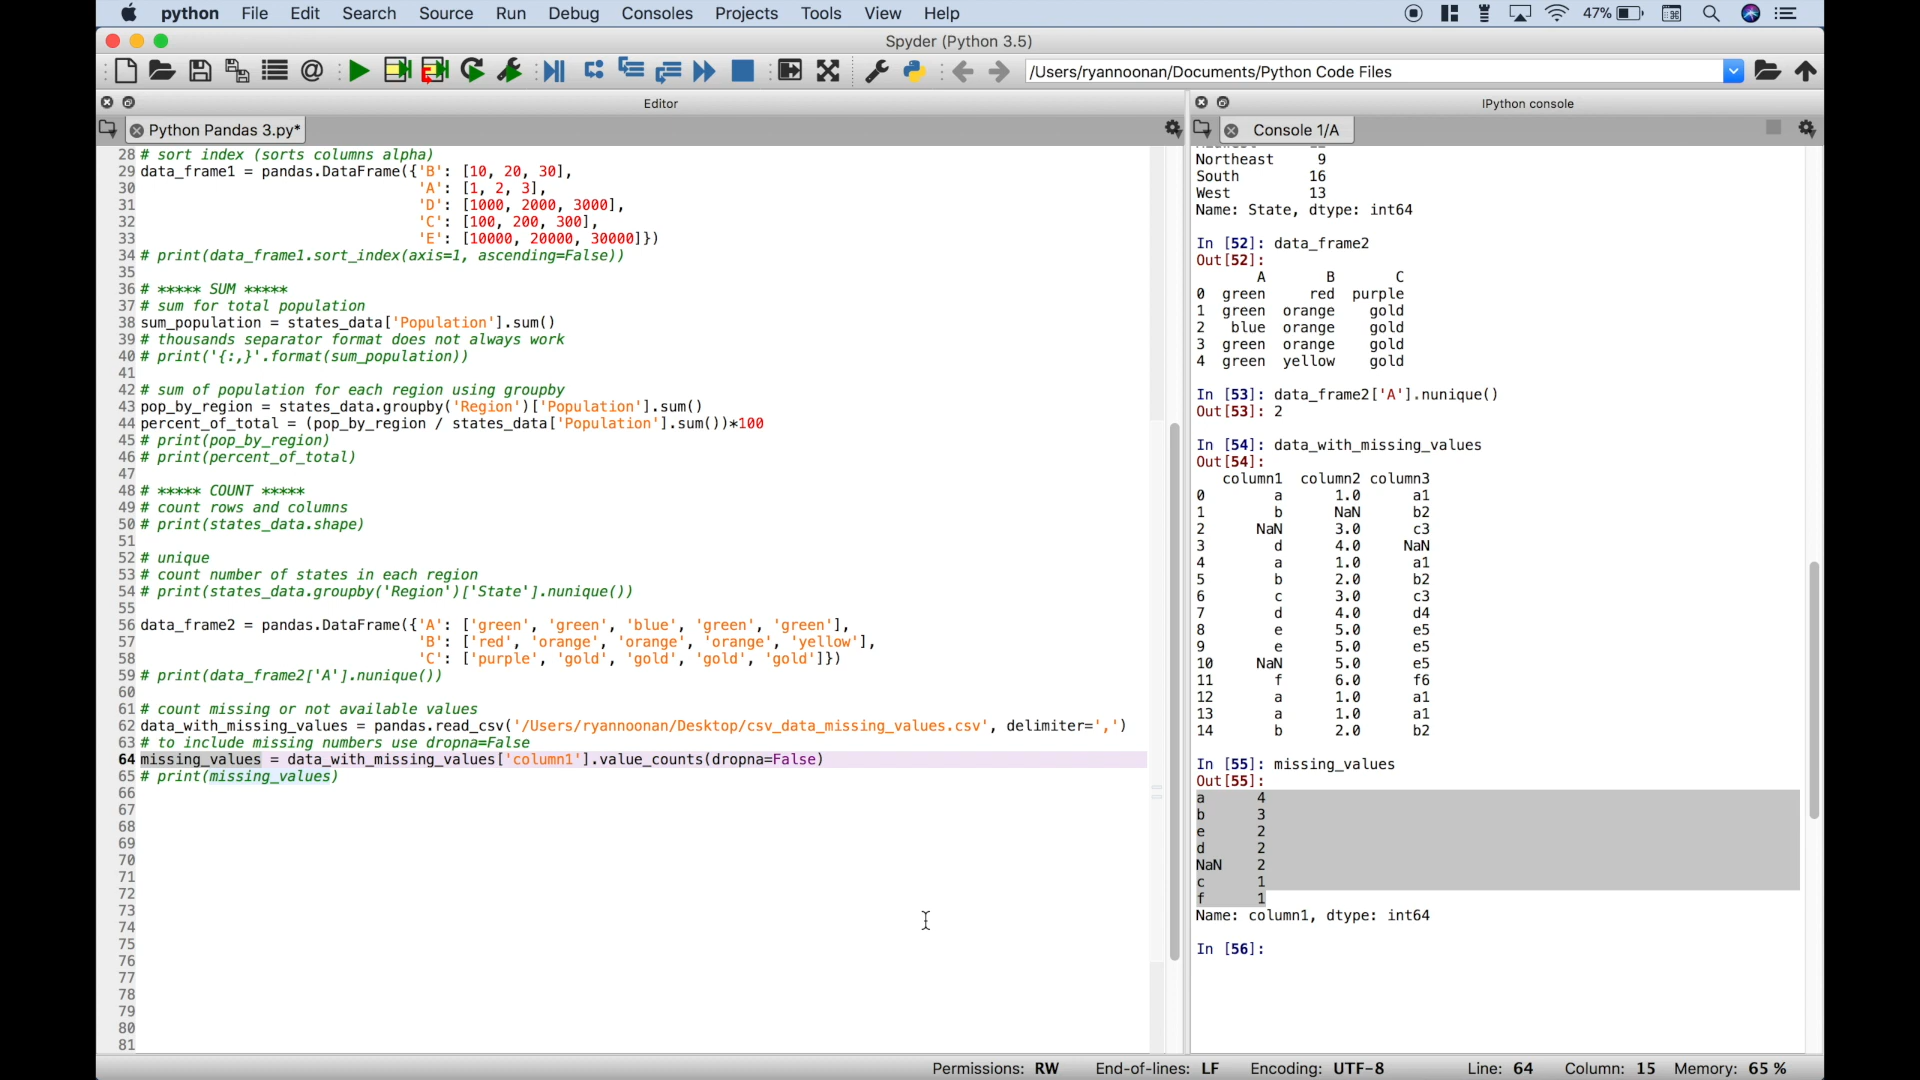 python File Edit Search Source Run Debug Consoles Projects Tools View Help 47%
Spyder (Python 3.5)
/Users/ryannoonan/Documents/Python Code Files
Editor
Python Pandas 3.py*
28 # sort index (sorts columns alpha)
29 data_frame1 = pandas.DataFrame({'B': [10, 20, 30],
30 'A': [1, 2, 3],
31 'D': [1000, 2000, 3000],
32 'C': [100, 200, 300],
33 'E': [10000, 20000, 30000]})
34 # print(data_frame1.sort_index(axis=1, ascending=False))
35
36 # ***** SUM *****
37 # sum for total population
38 sum_population = states_data['Population'].sum()
39 # thousands separator format does not always work
40 # print('{:,}'.format(sum_population))
41
42 # sum of population for each region using groupby
43 pop_by_region = states_data.groupby('Region')['Population'].sum()
44 percent_of_total = (pop_by_region / states_data['Population'].sum())*100
45 # print(pop_by_region)
46 # print(percent_of_total)
47
48 # ***** COUNT *****
49 # count rows and columns
50 # print(states_data.shape)
51
52 # unique
53 # count number of states in each region
54 # print(states_data.groupby('Region')['State'].nunique())
55
56 data_frame2 = pandas.DataFrame({'A': ['green', 'green', 'blue', 'green', 'green'],
57 'B': ['red', 'orange', 'orange', 'orange', 'yellow'],
58 'C': ['purple', 'gold', 'gold', 'gold', 'gold']})
59 # print(data_frame2['A'].nunique())
60
61 # count missing or not available values
62 data_with_missing_values = pandas.read_csv('/Users/ryannoonan/Desktop/csv_data_missing_values.csv', delimiter=',')
63 # to include missing numbers use dropna=False
64 missing_values = data_with_missing_values['column1'].value_counts(dropna=False)
65 # print(missing_values)
66
67
68
69
70
71
72
73
74
75
76
77
78
79
80
81
IPython console
Console 1/A
Northeast 9
South 16
West 13
Name: State, dtype: int64
In [52]: data_frame2
Out[52]:
A B C
0 green red purple
1 green orange gold
2 blue orange gold
3 green orange gold
4 green yellow gold
In [53]: data_frame2['A'].nunique()
Out[53]: 2
In [54]: data_with_missing_values
Out[54]:
column1 column2 column3
0 a 1.0 a1
1 b NaN b2
2 NaN 3.0 c3
3 d 4.0 NaN
4 a 1.0 a1
5 b 2.0 b2
6 c 3.0 c3
7 d 4.0 d4
8 e 5.0 e5
9 e 5.0 e5
10 NaN 5.0 e5
11 f 6.0 f6
12 a 1.0 a1
13 a 1.0 a1
14 b 2.0 b2
In [55]: missing_values
Out[55]:
a 4
b 3
e 2
d 2
NaN 2
c 1
f 1
Name: column1, dtype: int64
In [56]:
Permissions: RW End-of-lines: LF Encoding: UTF-8 Line: 64 Column: 15 Memory: 65 %